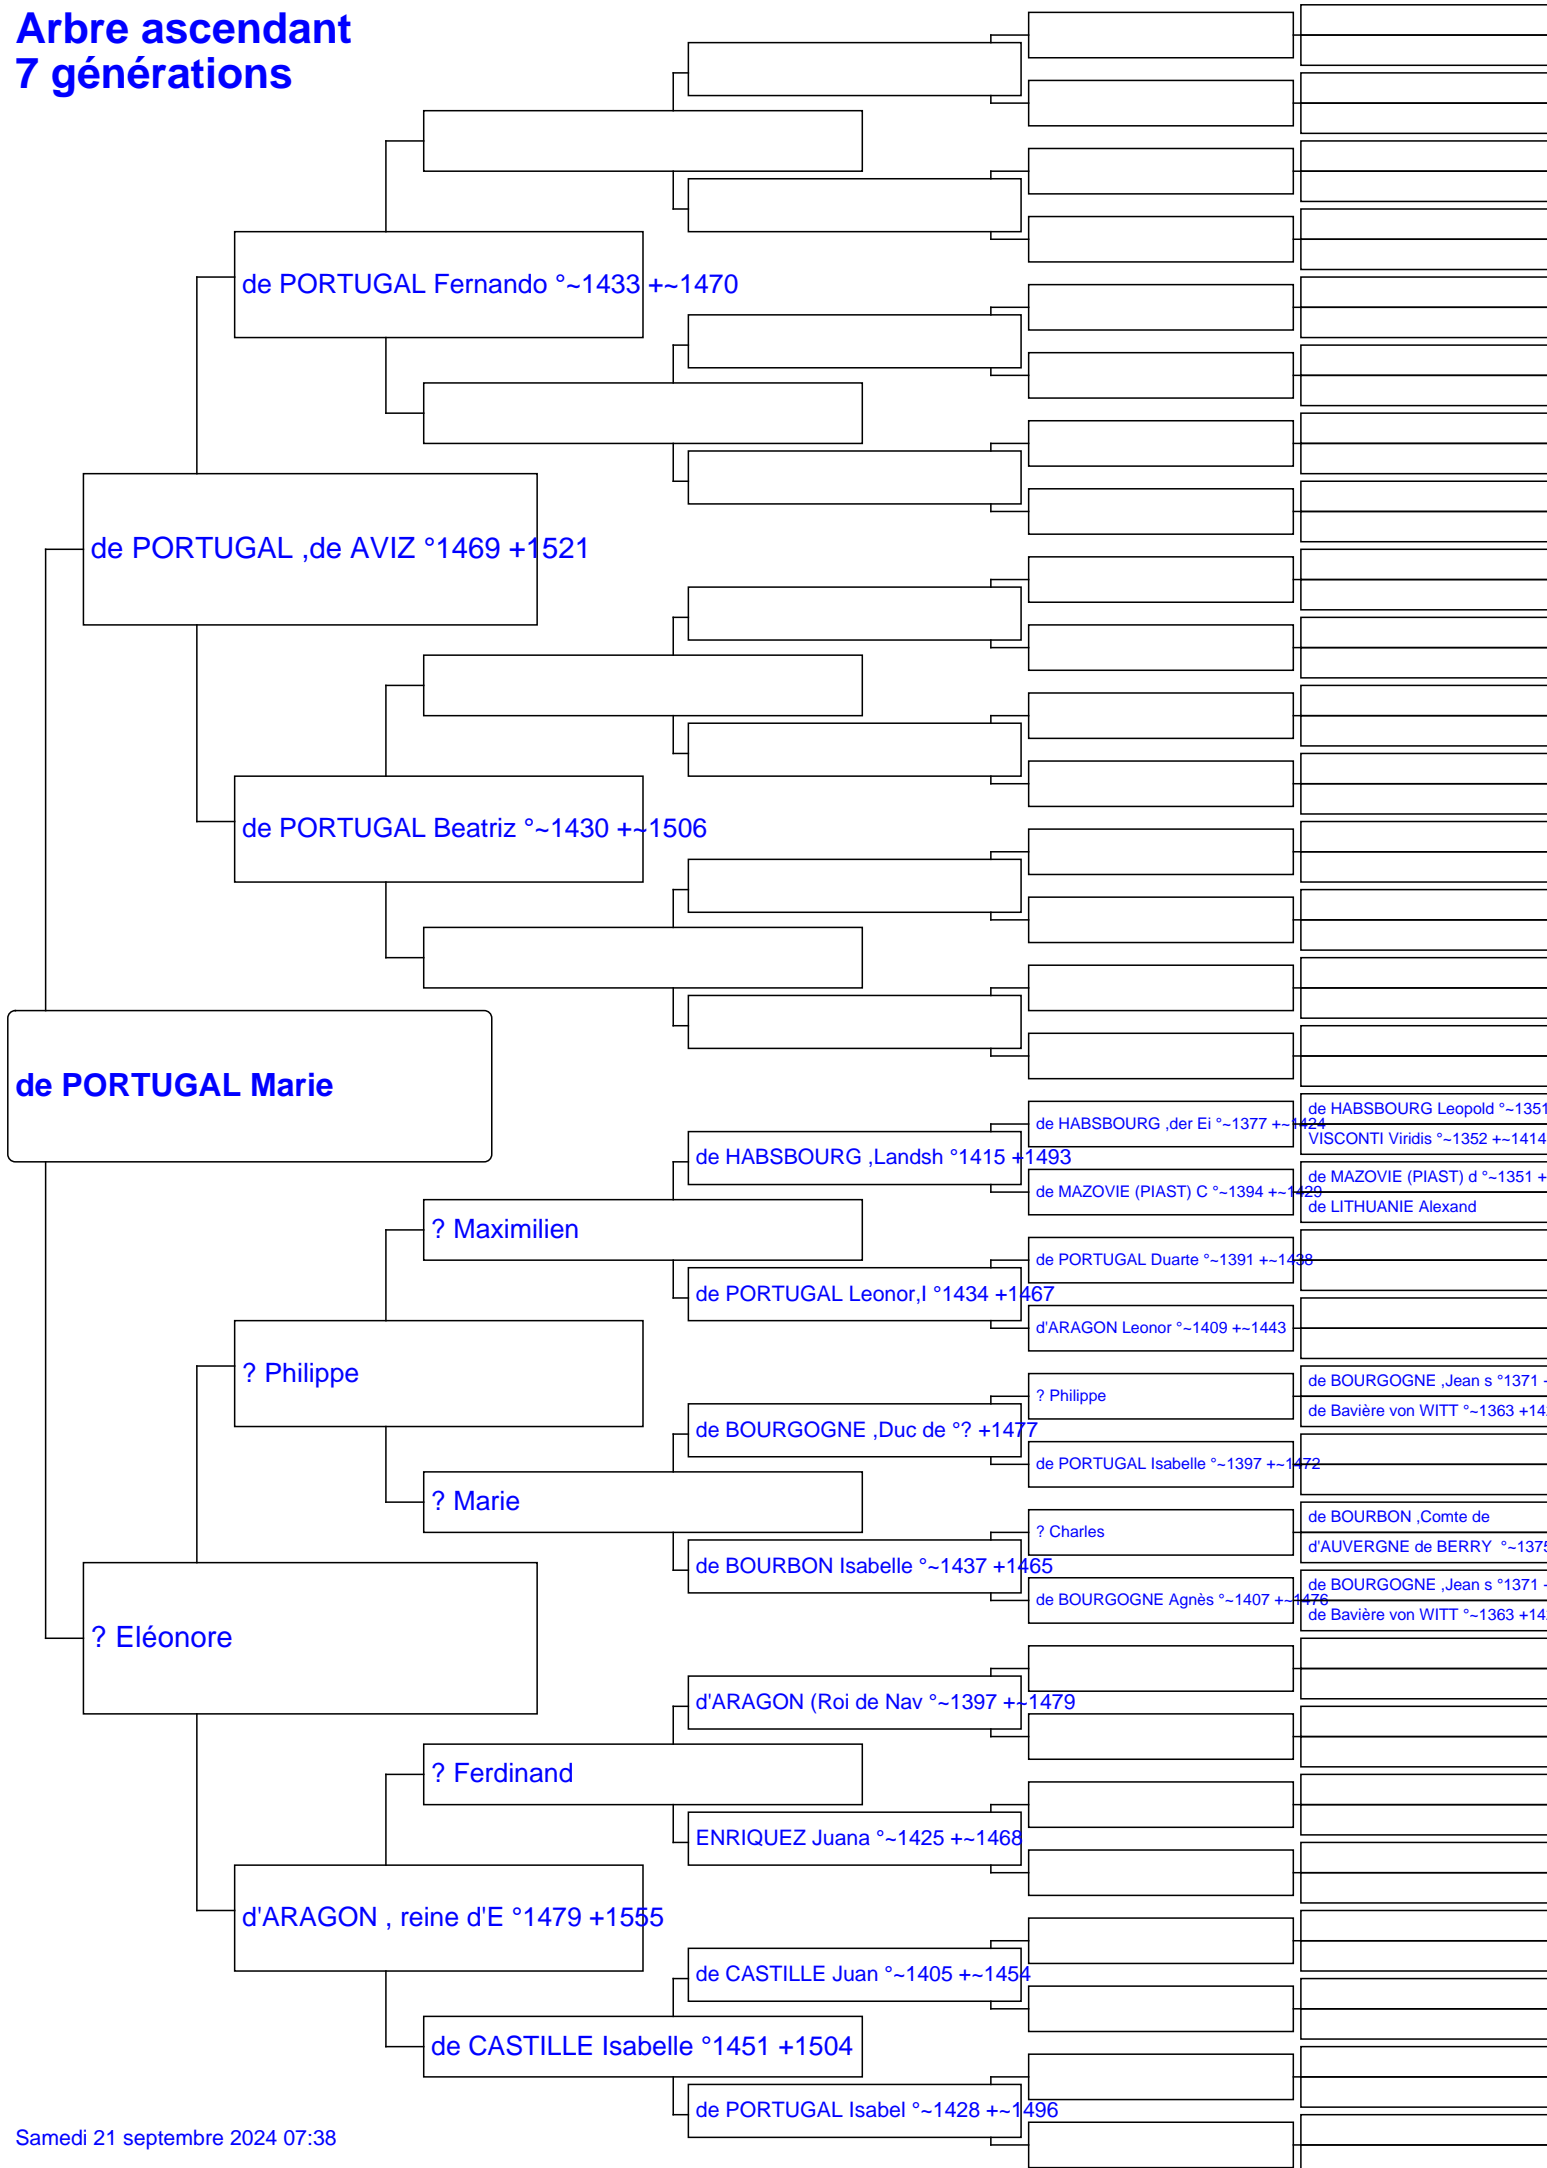 Arbre ascendant
7 générations
de PORTUGAL Fernando °~1433 +~1470
de PORTUGAL ,de AVIZ °1469 +1521
de PORTUGAL Beatriz °~1430 +~1506
de PORTUGAL Marie
de HABSBOURG Leopold °~1351
de HABSBOURG ,der Ei °~1377 +~1424
VISCONTI Viridis °~1352 +~1414
de HABSBOURG ,Landsh °1415 +1493
de MAZOVIE (PIAST) d °~1351 +
de MAZOVIE (PIAST) C °~1394 +~1429
de LITHUANIE Alexand
? Maximilien
de PORTUGAL Duarte °~1391 +~1438
de PORTUGAL Leonor,I °1434 +1467
d'ARAGON Leonor °~1409 +~1443
? Philippe
de BOURGOGNE ,Jean s °1371 -
? Philippe
de Bavière von WITT °~1363 +14
de BOURGOGNE ,Duc de °? +1477
de PORTUGAL Isabelle °~1397 +~1472
? Marie
de BOURBON ,Comte de
? Charles
d'AUVERGNE de BERRY °~1375
de BOURBON Isabelle °~1437 +1465
de BOURGOGNE ,Jean s °1371 -
de BOURGOGNE Agnès °~1407 +~1476
de Bavière von WITT °~1363 +14
? Eléonore
d'ARAGON (Roi de Nav °~1397 +~1479
? Ferdinand
ENRIQUEZ Juana °~1425 +~1468
d'ARAGON , reine d'E °1479 +1555
de CASTILLE Juan °~1405 +~1454
de CASTILLE Isabelle °1451 +1504
de PORTUGAL Isabel °~1428 +~1496
Samedi 21 septembre 2024 07:38